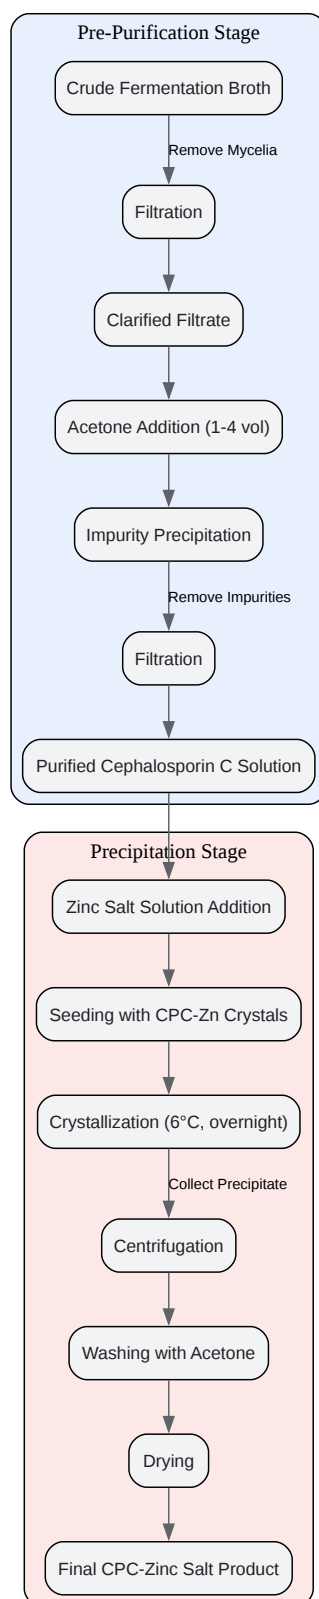 Pre-Purification Stage
Crude Fermentation Broth
Remove Mycelia
Filtration
Clarified Filtrate
Acetone Addition (1-4 vol)
Impurity Precipitation
Remove Impurities
Filtration
Purified Cephalosporin C Solution
Precipitation Stage
Zinc Salt Solution Addition
Seeding with CPC-Zn Crystals
Crystallization (6°C, overnight)
Collect Precipitate
Centrifugation
Washing with Acetone
Drying
Final CPC-Zinc Salt Product